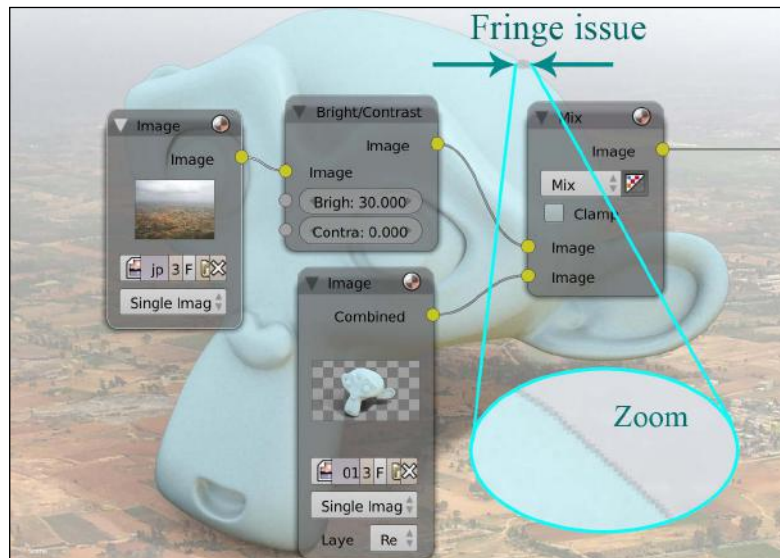 Fringe issue
Image
Image
jp 3 F
Single Imag
Bright/Contrast
Image
Image
Brigh: 30.000
Contra: 0.000
Image
Combined
01 3 F
Single Imag
Laye Re
Mix
Image
Mix
Clamp
Image
Image
Zoom